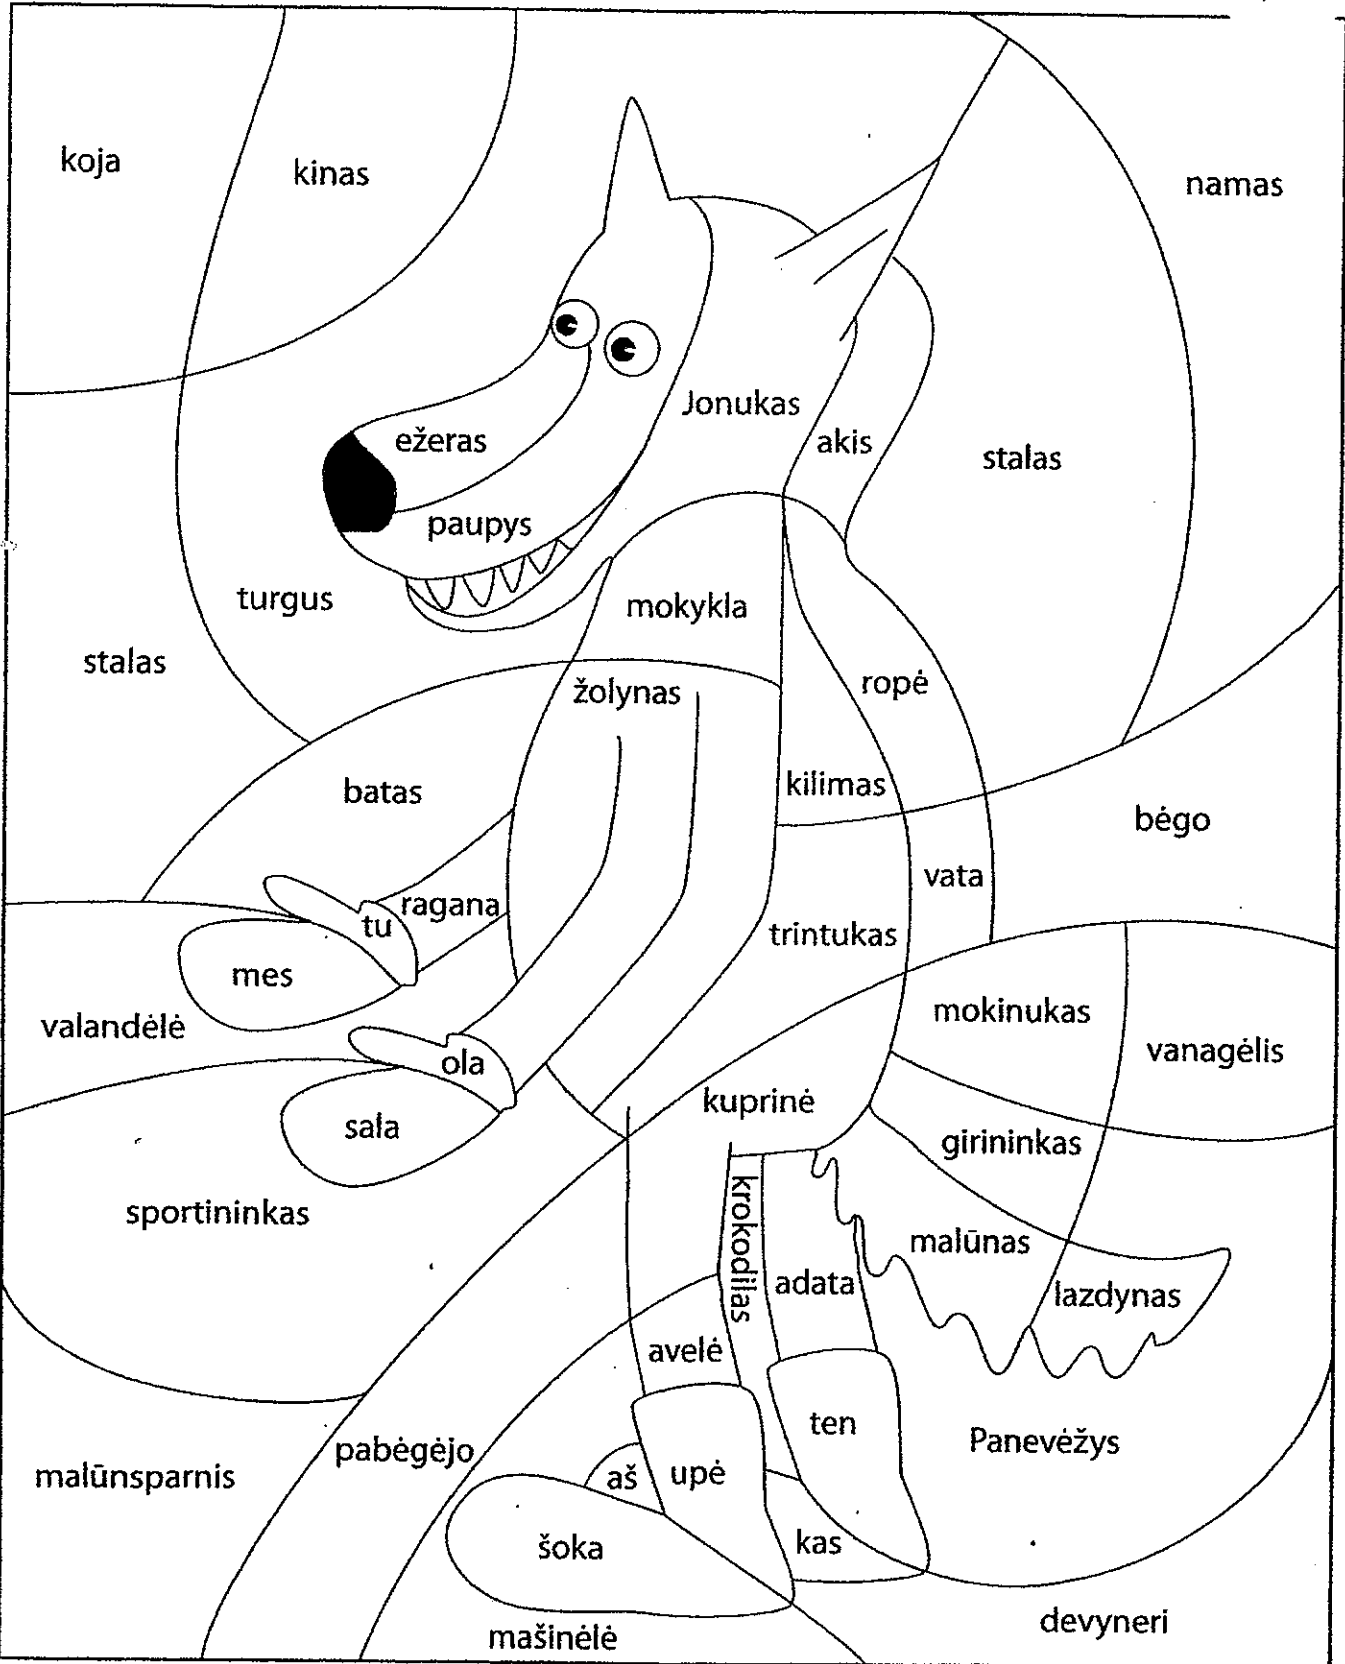 koja
kinas
namas
Jonukas
ežeras
akis
stalas
paupys
turgus
mokykla
stalas
žolynas
ropė
batas
kilimas
bėgo
vata
ragana
tu
trintukas
mes
mokinukas
valandėlė
vanagėlis
ola
kuprinė
sala
girininkas
sportininkas
krokodilas
malūnas
adata
lazdynas
avelė
ten
Panevėžys
pabėgėjo
malūnsparnis
aš
upė
šoka
kas
devyneri
mašinėlė